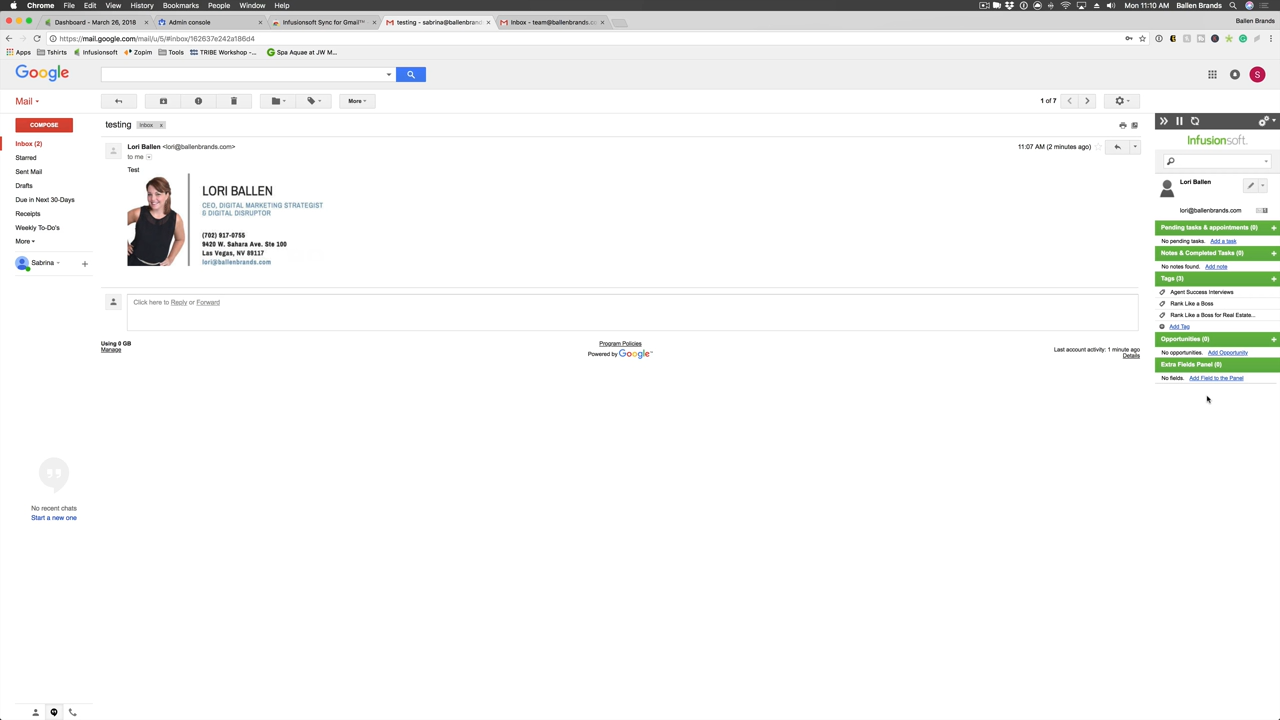 Chrome File Edit View History Bookmarks People Window Help
Mon 11:10 AM Ballen Brands
Dashboard - March 26, 2018
Admin console
Infusionsoft Sync for Gmail™
testing - sabrina@ballenbrand
Inbox - team@ballenbrands.co
Ballen Brands
https://mail.google.com/mail/u/5/#inbox/162637e242a186d4
Apps Tshirts Infusionsoft Zopim Tools TRIBE Workshop -... Spa Aquae at JW M...
Google
Mail
More
1 of 7
COMPOSE
Inbox (2)
Starred
Sent Mail
Drafts
Due in Next 30-Days
Receipts
Weekly To-Do's
More
Sabrina
No recent chats
Start a new one
testing Inbox x
Lori Ballen <lori@ballenbrands.com>
11:07 AM (2 minutes ago)
to me
Test
LORI BALLEN
CEO, DIGITAL MARKETING STRATEGIST
& DIGITAL DISRUPTOR
(702) 917-0755
9420 W. Sahara Ave. Ste 100
Las Vegas, NV 89117
lori@ballenbrands.com
Click here to Reply or Forward
Using 0 GB
Manage
Program Policies
Powered by Google™
Last account activity: 1 minute ago
Details
Infusionsoft.
Lori Ballen
lori@ballenbrands.com
Pending tasks & appointments (0) +
No pending tasks. Add a task
Notes & Completed Tasks (0)
No notes found. Add note
Tags (3) +
Agent Success Interviews
Rank Like a Boss
Rank Like a Boss for Real Estate...
Add Tag
Opportunities (0) +
No opportunities. Add Opportunity
Extra Fields Panel (0)
No fields. Add Field to the Panel